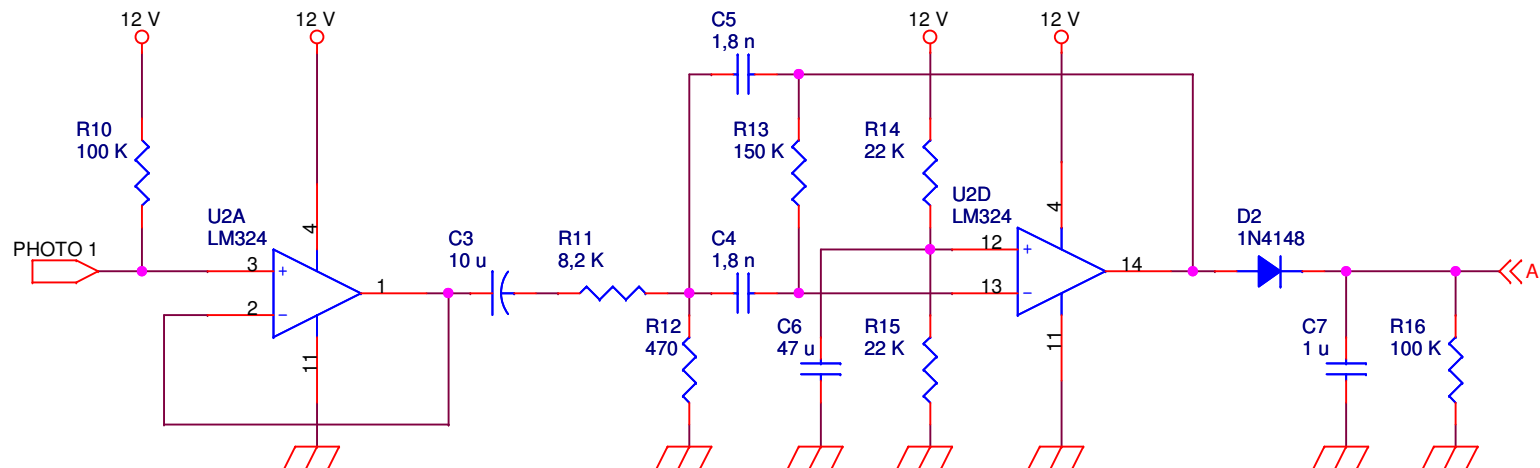 12 V
12 V
C5
1,8 n
12 V
12 V
R10
100 K
R13
150 K
R14
22 K
U2A
LM324
4
U2D
LM324
4
PHOTO 1
3
+
2
−
1
11
C3
10 u
R11
8,2 K
C4
1,8 n
12
+
13
−
14
11
D2
1N4148
A
R12
470
C6
47 u
R15
22 K
C7
1 u
R16
100 K